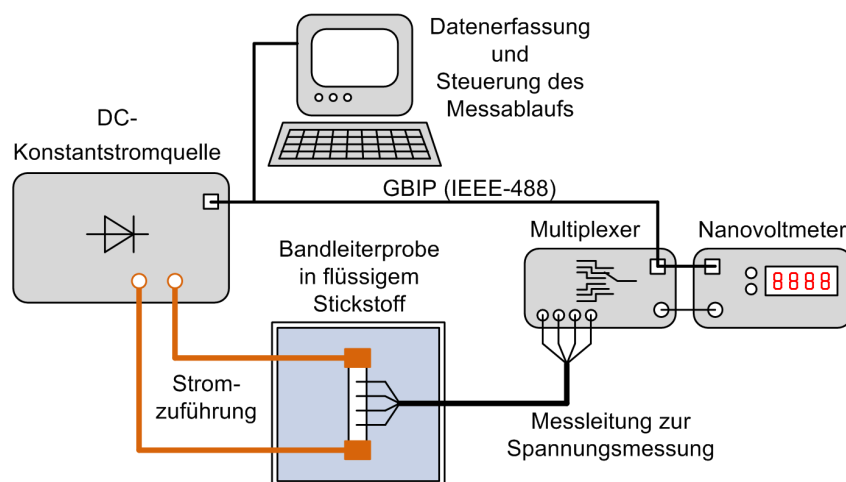 Datenerfassung
und
Steuerung des
Messablaufs
DC-
Konstantstromquelle
GBIP (IEEE-488)
Multiplexer
Nanovoltmeter
8888
Bandleiterprobe
in flüssigem
Stickstoff
Strom-
zuführung
Messleitung zur
Spannungsmessung